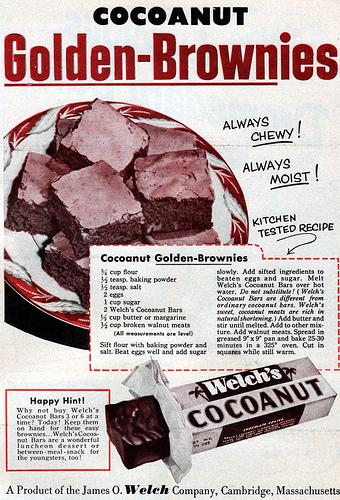 COCOANUT
Golden-Brownies
ALWAYS
CHEWY!
ALWAYS
MOIST!
KITCHEN
TESTED RECIPE
Cocoanut Golden-Brownies
¾ cup flour
½ teasp. baking powder
½ teasp. salt
2 eggs
1 cup sugar
2 Welch's Cocoanut Bars
⅓ cup butter or margarine
½ cup broken walnut meats
(All measurements are level)
Sift flour with baking powder and
salt. Beat eggs well and add sugar
slowly. Add sifted ingredients to
beaten eggs and sugar. Melt
Welch's Cocoanut Bars over hot
water. Do not substitute! (Welch's
Cocoanut Bars are different from
ordinary cocoanut bars. Welch's
sweet, cocoanut meats are rich in
natural shortening.) Add butter and
stir until melted. Add to other mix-
ture. Add walnut meats. Spread in
greased 9" x 9" pan and bake 25-30
minutes in a 325° oven. Cut in
squares while still warm.
Happy Hint!
Why not buy Welch's
Cocoanut Bars 3 or 6 at a
time? Today! Keep them
on hand for these easy
brownies...Welch's Cocoa-
nut Bars are a wonderful
luncheon dessert or
between-meal-snack for
the youngsters, too!
Welch's
COCOANUT
A Product of the James O. Welch Company, Cambridge, Massachusetts